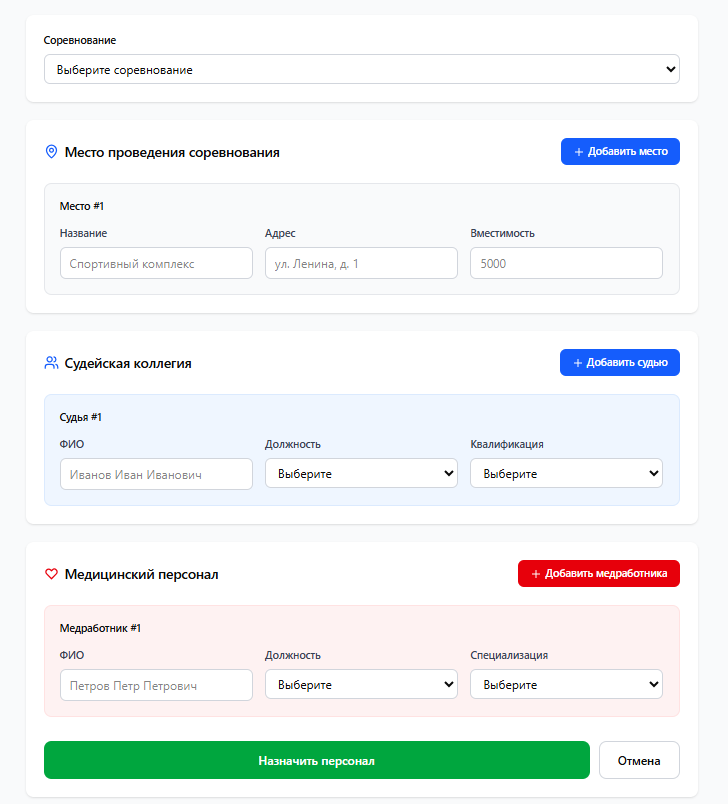 Соревнование
Выберите соревнование
Место проведения соревнования
+ Добавить место
Место #1
Название Адрес Вместимость
Спортивный комплекс ул. Ленина, д. 1 5000
Судейская коллегия
+ Добавить судью
Судья #1
ФИО Должность Квалификация
Иванов Иван Иванович Выберите Выберите
Медицинский персонал
+ Добавить медработника
Медработник #1
ФИО Должность Специализация
Петров Петр Петрович Выберите Выберите
Назначить персонал Отмена